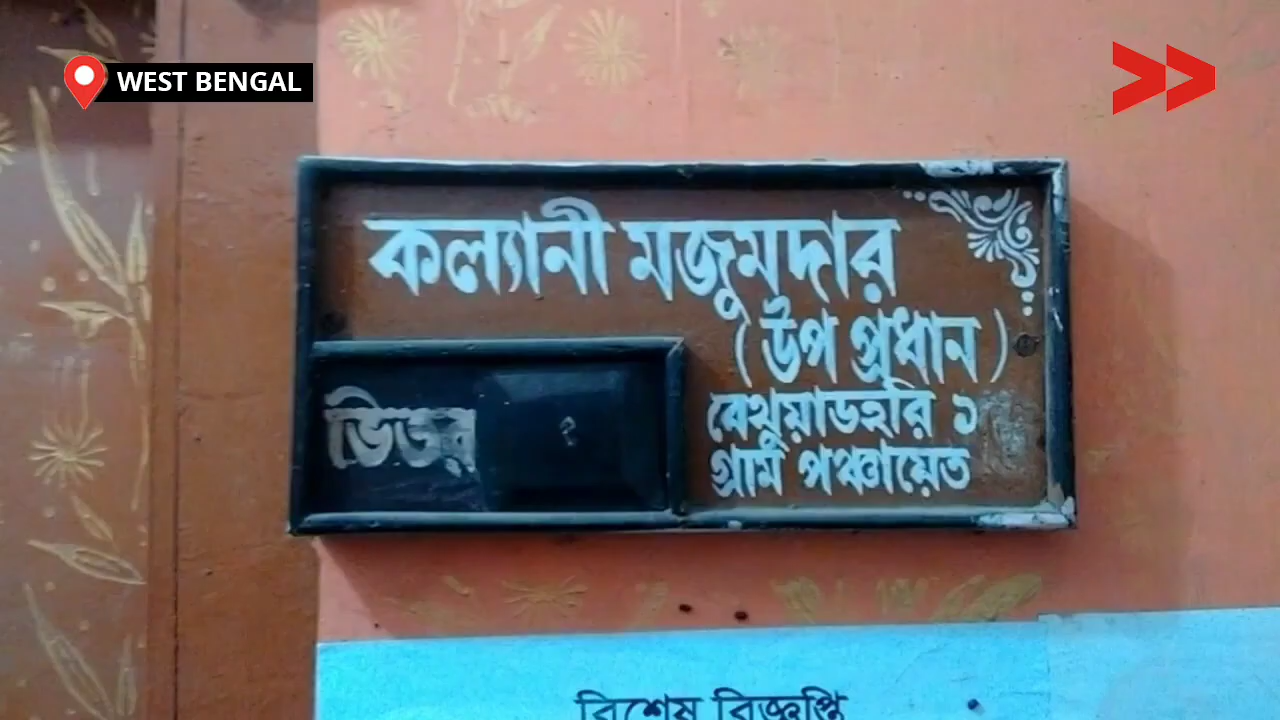 WEST BENGAL
কল্যানী মজুমদার
( উপ প্রধান )
বেথুয়াডহরি ১
গ্রাম পঞ্চায়েত
ভিতর
বিশেষ বিজ্ঞপ্তি